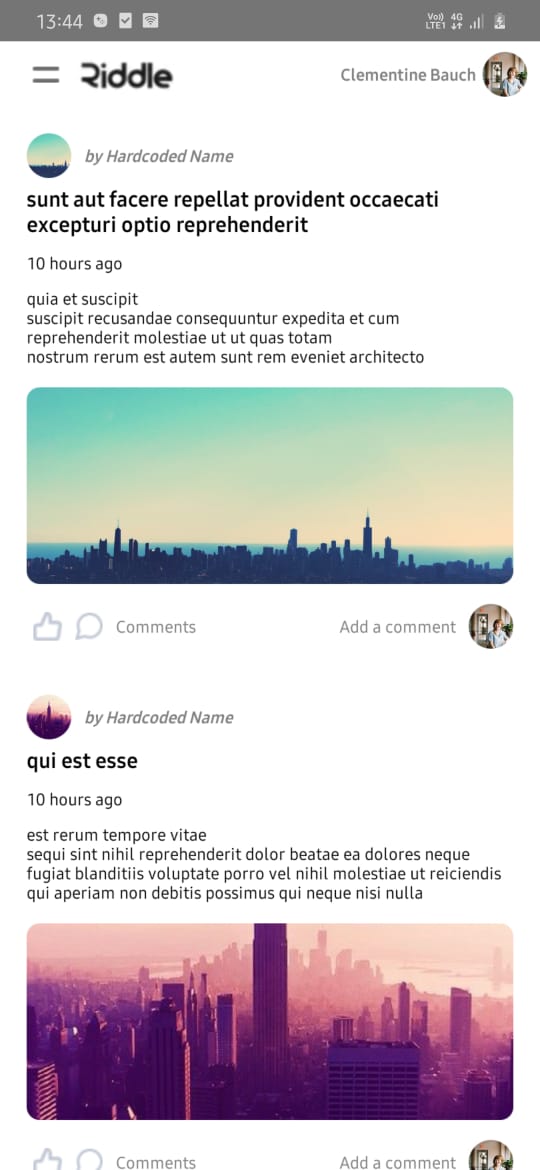 13:44
Vo)) 4G
LTE1
Riddle
Clementine Bauch
by Hardcoded Name
sunt aut facere repellat provident occaecati
excepturi optio reprehenderit
10 hours ago
quia et suscipit
suscipit recusandae consequuntur expedita et cum
reprehenderit molestiae ut ut quas totam
nostrum rerum est autem sunt rem eveniet architecto
Comments
Add a comment
by Hardcoded Name
qui est esse
10 hours ago
est rerum tempore vitae
sequi sint nihil reprehenderit dolor beatae ea dolores neque
fugiat blanditiis voluptate porro vel nihil molestiae ut reiciendis
qui aperiam non debitis possimus qui neque nisi nulla
Comments
Add a comment